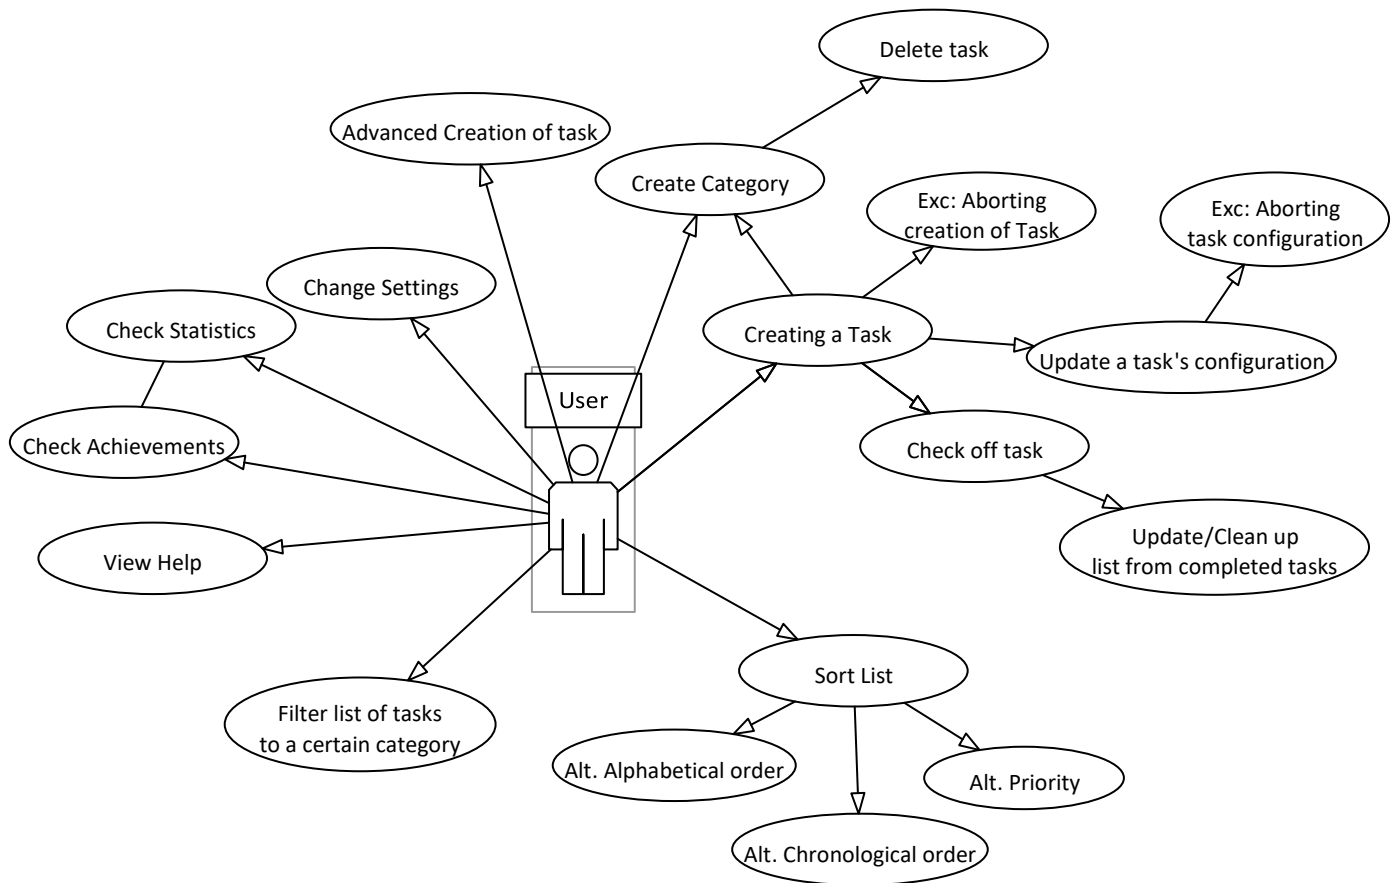 Delete task
Advanced Creation of task
Create Category
Exc: Aborting
creation of Task
Exc: Aborting
task configuration
Change Settings
Check Statistics
Creating a Task
Update a task's configuration
User
Check Achievements
Check off task
View Help
Update/Clean up
list from completed tasks
Sort List
Filter list of tasks
to a certain category
Alt. Alphabetical order
Alt. Priority
Alt. Chronological order